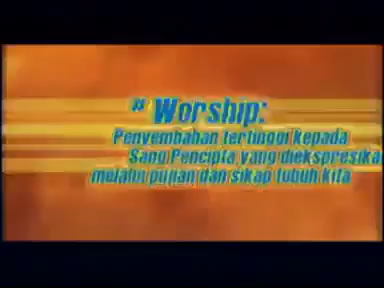 " Worship:
Penyembahan tertinggi kepada
Sang Pencipta yang diekspresika
melalui pujian dan sikap tubuh kita